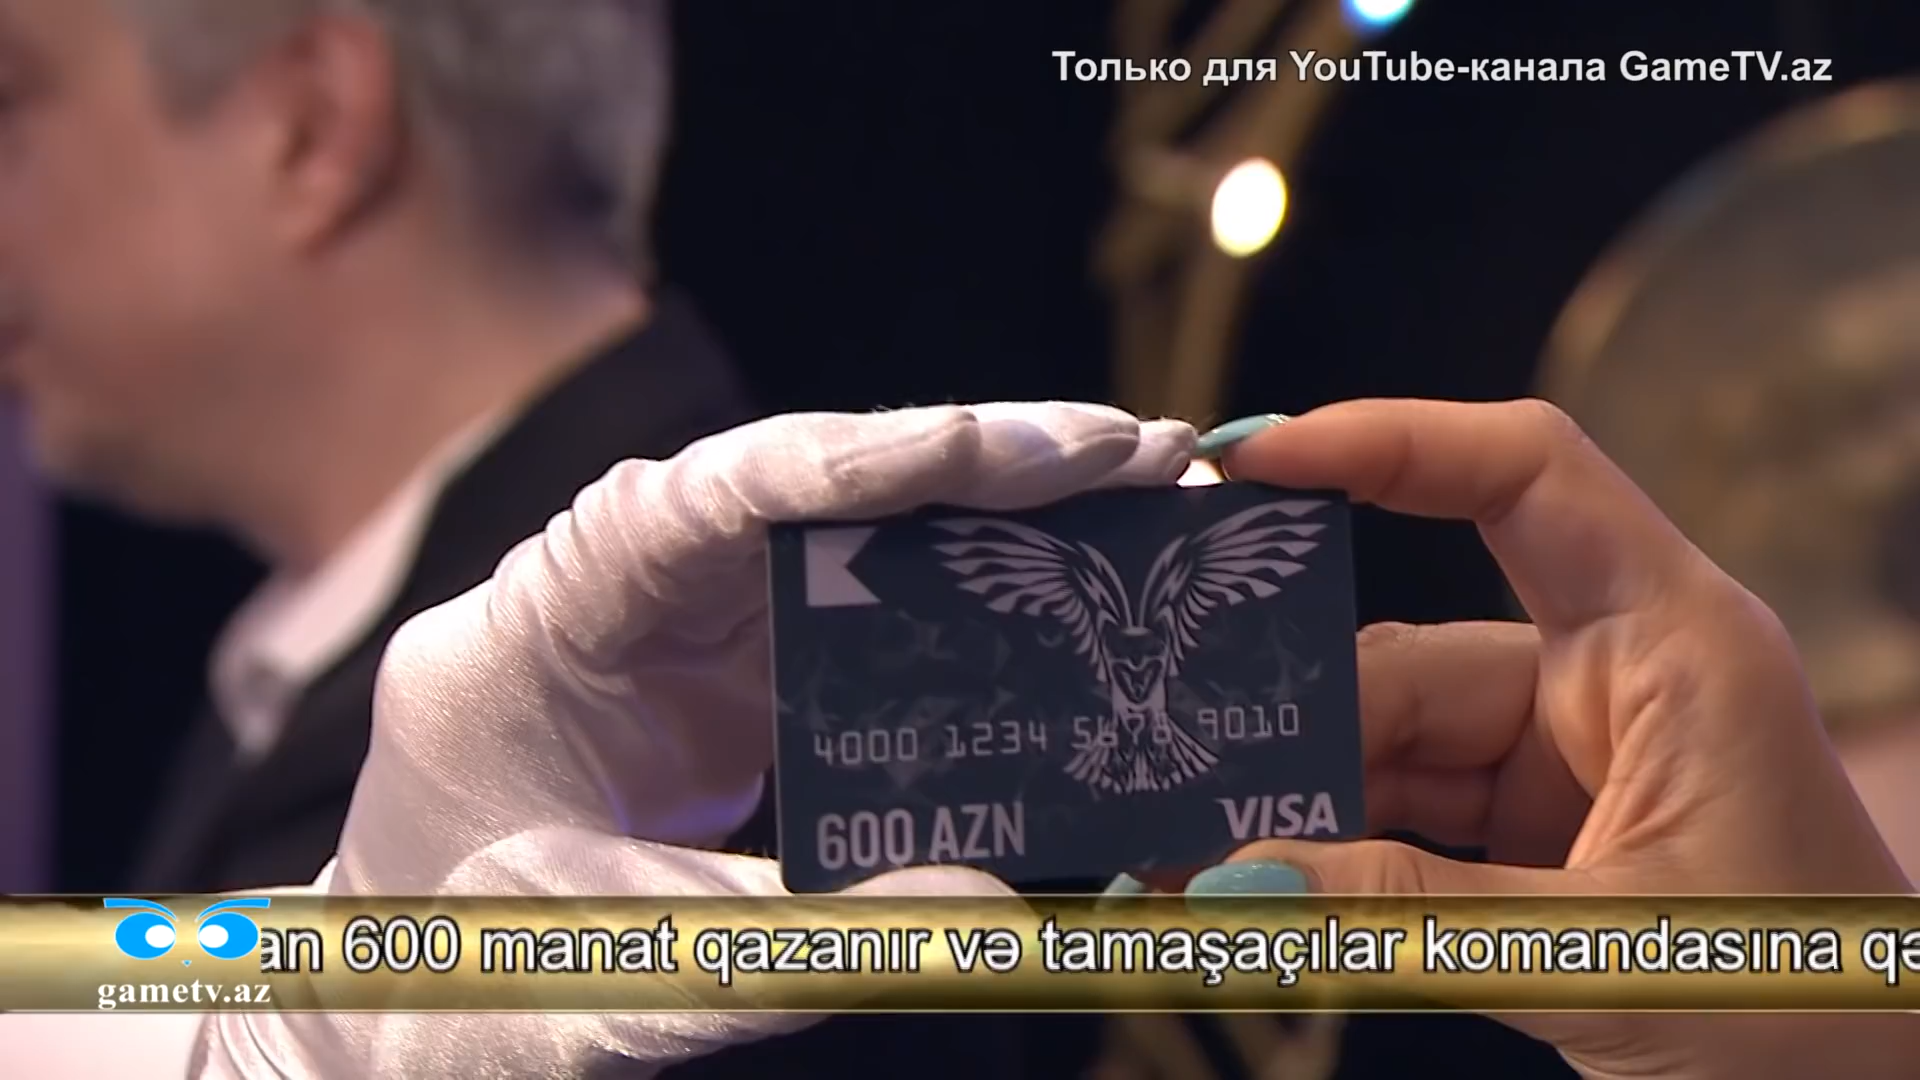 Только для YouTube-канала GameTV.az
4000 1234 5678 9010
600 AZN
VISA
an 600 manat qazanır və tamaşaçılar komandasına qə
gametv.az